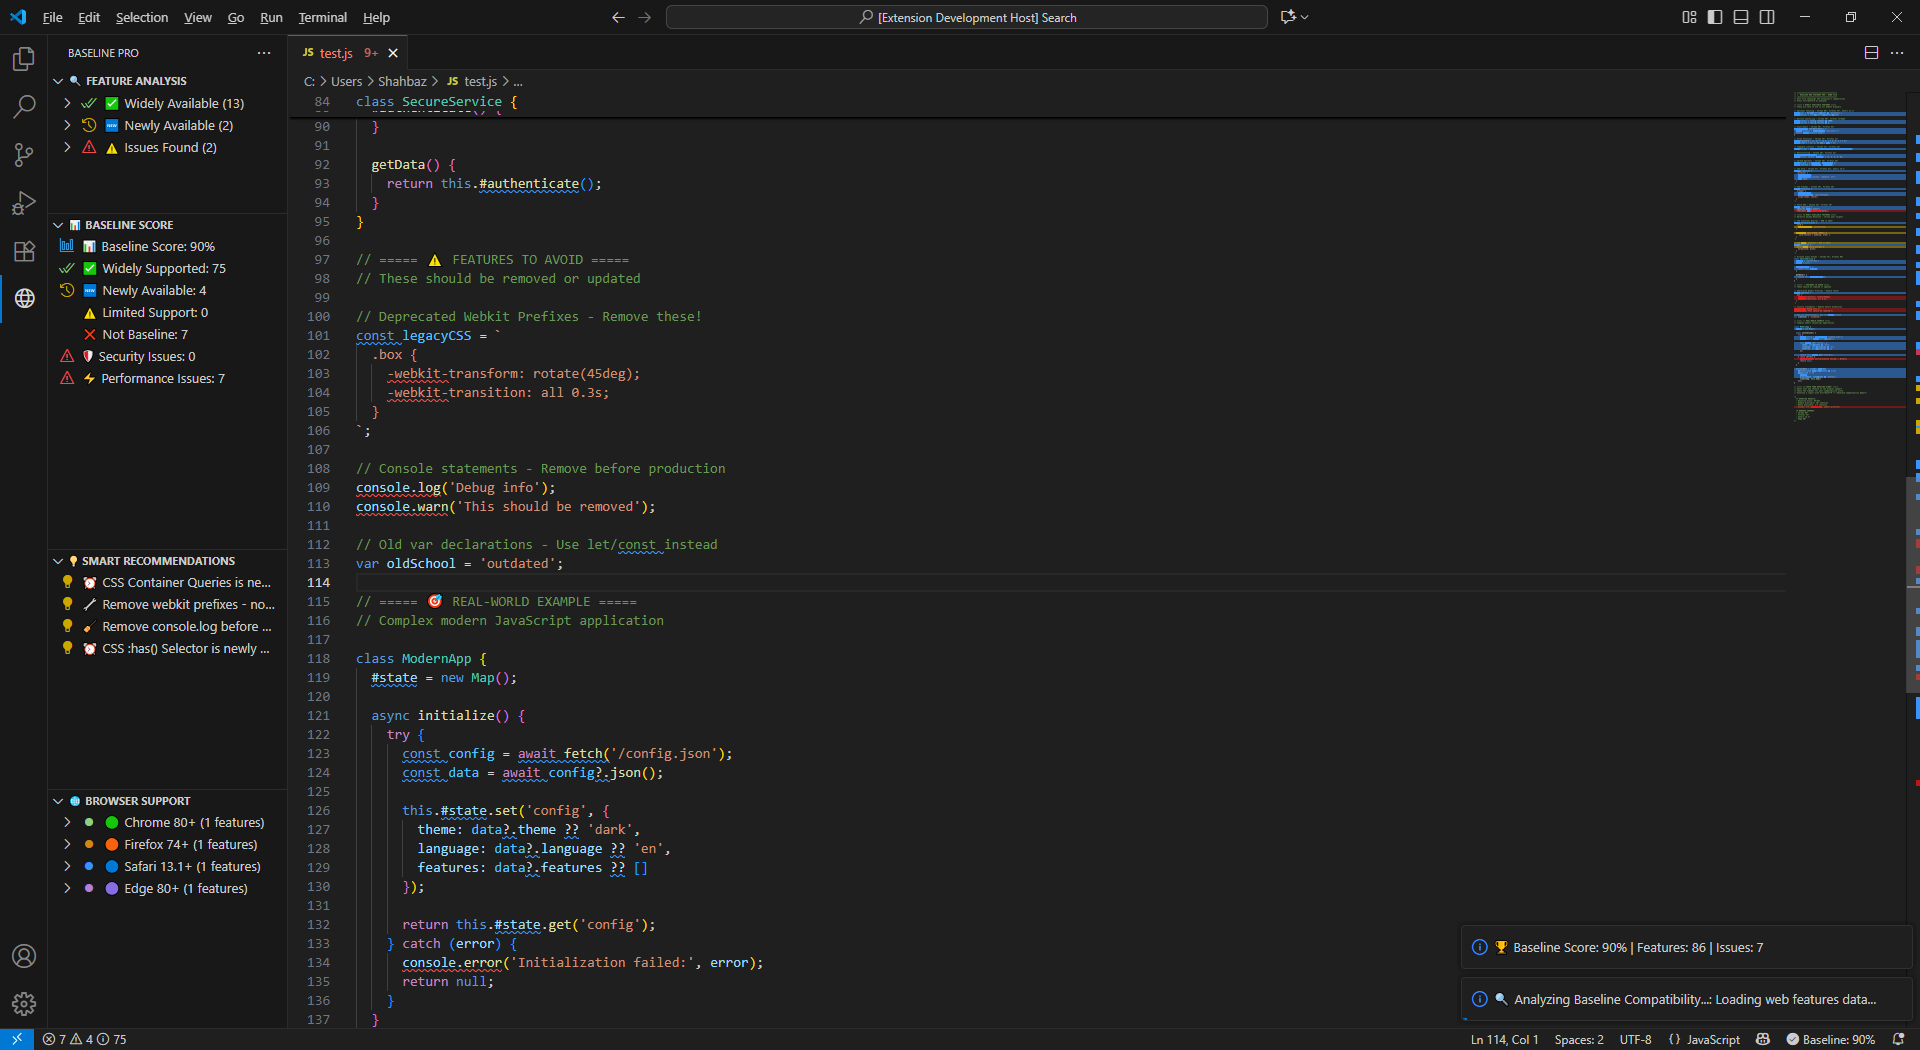 File Edit Selection View Go Run Terminal Help
[Extension Development Host] Search
BASELINE PRO
FEATURE ANALYSIS
Widely Available (13)
Newly Available (2)
Issues Found (2)
BASELINE SCORE
Baseline Score: 90%
Widely Supported: 75
Newly Available: 4
Limited Support: 0
Not Baseline: 7
Security Issues: 0
Performance Issues: 7
SMART RECOMMENDATIONS
CSS Container Queries is ne...
Remove webkit prefixes - no...
Remove console.log before ...
CSS :has() Selector is newly ...
BROWSER SUPPORT
Chrome 80+ (1 features)
Firefox 74+ (1 features)
Safari 13.1+ (1 features)
Edge 80+ (1 features)
JS test.js 9+
C: > Users > Shahbaz > JS test.js > ...
84 class SecureService {
90 }
91
92 getData() {
93 return this.#authenticate();
94 }
95 }
96
97 // ===== ⚠️ FEATURES TO AVOID =====
98 // These should be removed or updated
99
100 // Deprecated Webkit Prefixes - Remove these!
101 const legacyCSS = `
102 .box {
103 -webkit-transform: rotate(45deg);
104 -webkit-transition: all 0.3s;
105 }
106 `;
107
108 // Console statements - Remove before production
109 console.log('Debug info');
110 console.warn('This should be removed');
111
112 // Old var declarations - Use let/const instead
113 var oldSchool = 'outdated';
114
115 // ===== 🎯 REAL-WORLD EXAMPLE =====
116 // Complex modern JavaScript application
117
118 class ModernApp {
119 #state = new Map();
120
121 async initialize() {
122 try {
123 const config = await fetch('/config.json');
124 const data = await config?.json();
125
126 this.#state.set('config', {
127 theme: data?.theme ?? 'dark',
128 language: data?.language ?? 'en',
129 features: data?.features ?? []
130 });
131
132 return this.#state.get('config');
133 } catch (error) {
134 console.error('Initialization failed:', error);
135 return null;
136 }
137 }
Baseline Score: 90% | Features: 86 | Issues: 7
Analyzing Baseline Compatibility...: Loading web features data...
7 4 75
Ln 114, Col 1 Spaces: 2 UTF-8 {} JavaScript Baseline: 90%